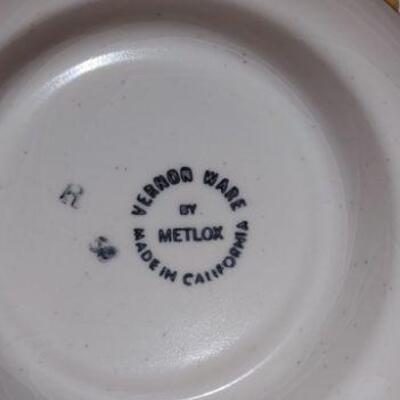 VERNON WARE
BY
METLOX
MADE IN CALIFORNIA
R